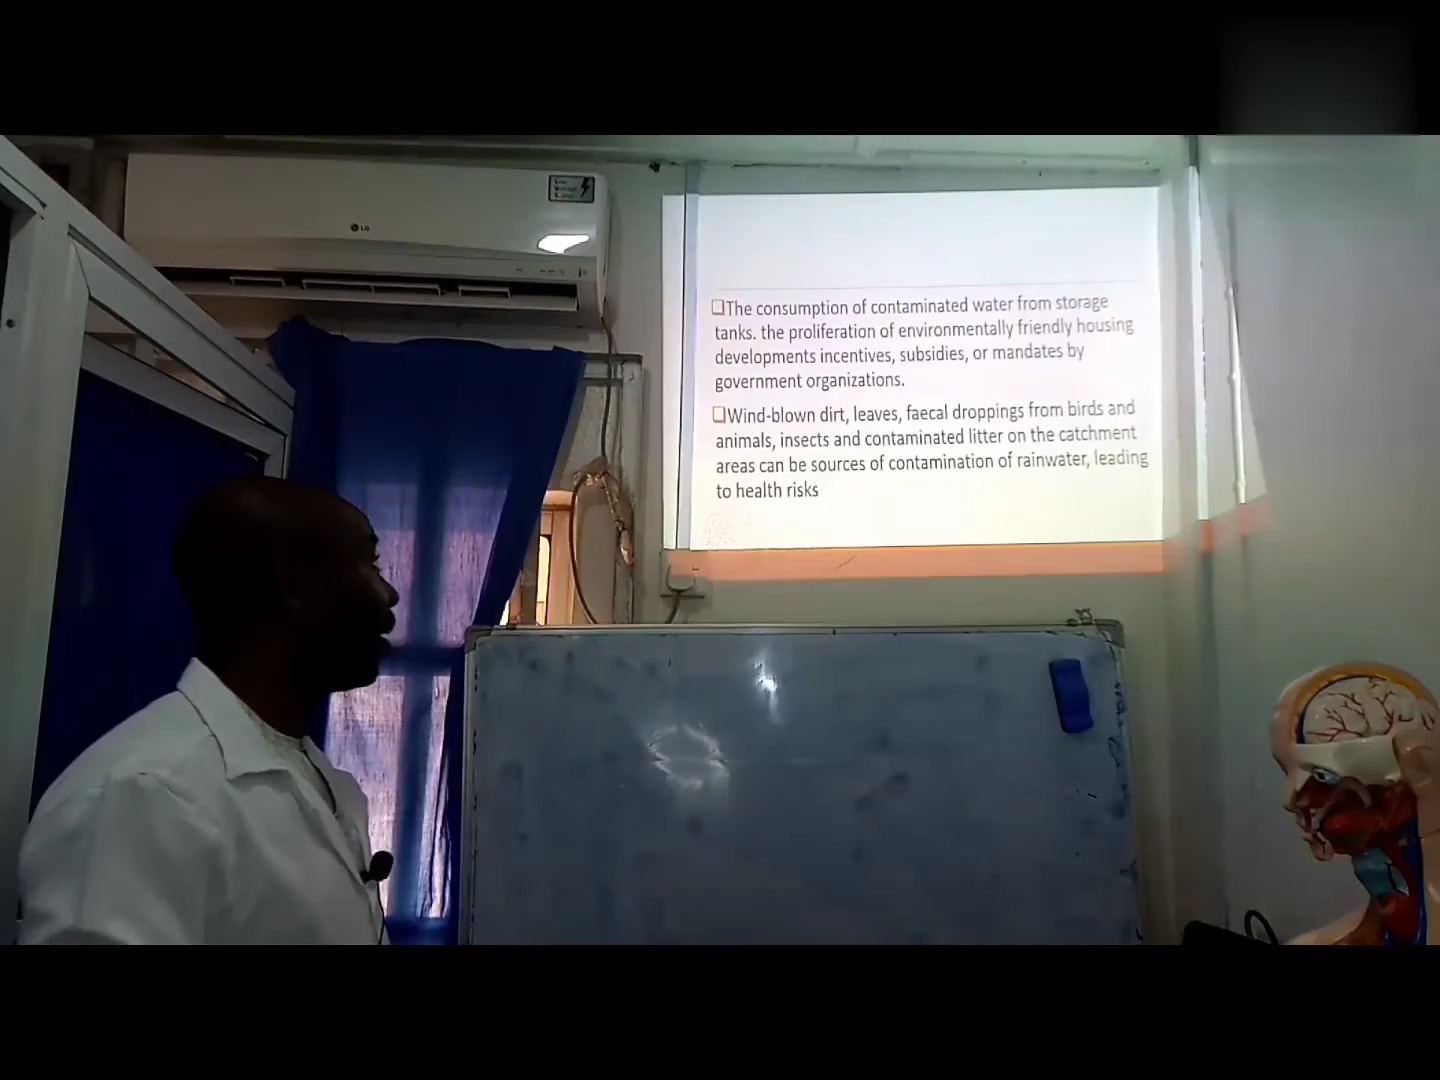 LG
The consumption of contaminated water from storage
tanks. the proliferation of environmentally friendly housing
developments incentives, subsidies, or mandates by
government organizations.
Wind-blown dirt, leaves, faecal droppings from birds and
animals, insects and contaminated litter on the catchment
areas can be sources of contamination of rainwater, leading
to health risks